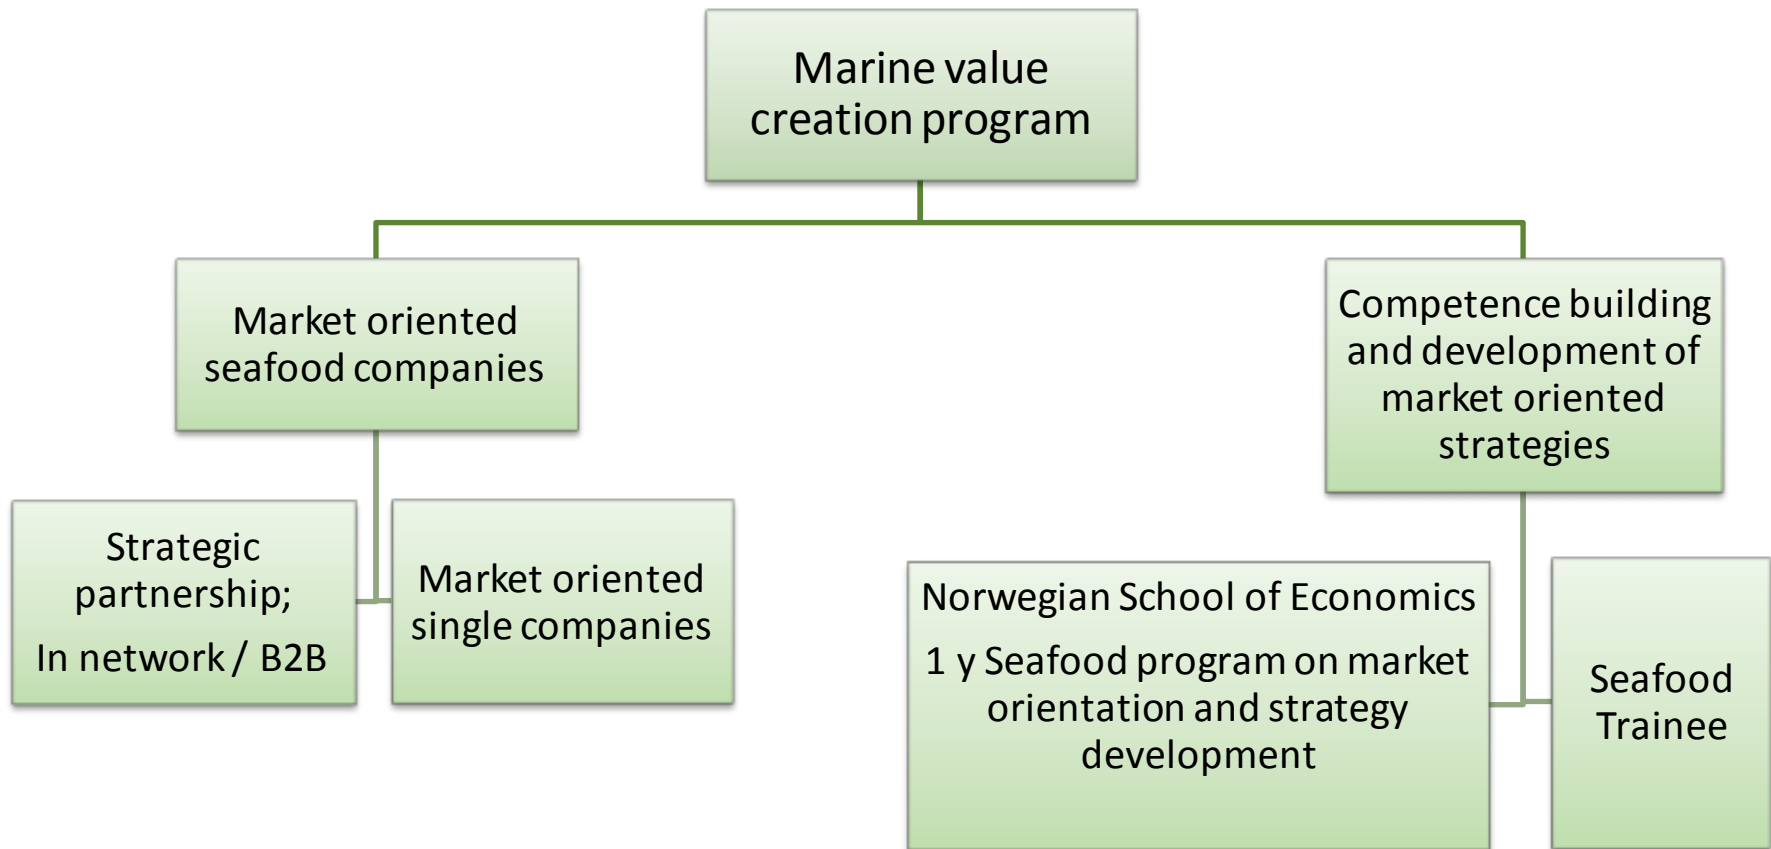 Marine value
creation program
Market oriented
seafood companies
Competence building
and development of
market oriented
strategies
Strategic
partnership;
In network / B2B
Market oriented
single companies
Norwegian School of Economics
1 y Seafood program on market
orientation and strategy
development
Seafood
Trainee